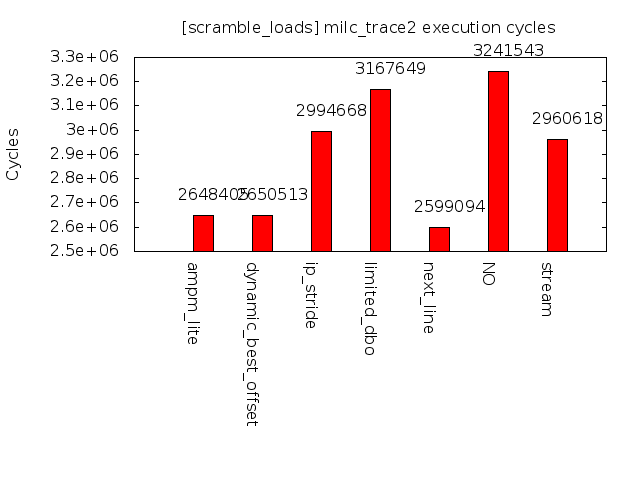 [scramble_loads] milc_trace2 execution cycles
Cycles
3.3e+06
3.2e+06
3.1e+06
3e+06
2.9e+06
2.8e+06
2.7e+06
2.6e+06
2.5e+06
2648405
2650513
2994668
3167649
2599094
3241543
2960618
ampm_lite
dynamic_best_offset
ip_stride
limited_dbo
next_line
NO
stream